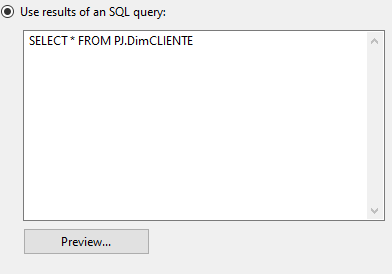 Use results of an SQL query:
SELECT * FROM PJ.DimCLIENTE
Preview...